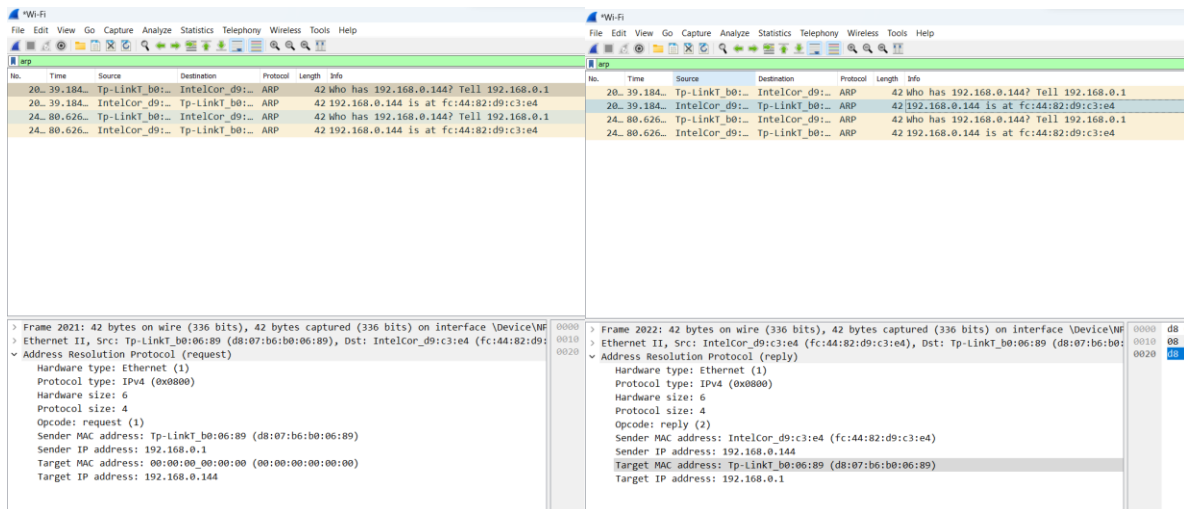 *Wi-Fi
File Edit View Go Capture Analyze Statistics Telephony Wireless Tools Help
arp
No. Time Source Destination Protocol Length Info
20… 39.184… Tp-LinkT_b0:… IntelCor_d9:… ARP 42 Who has 192.168.0.144? Tell 192.168.0.1
20… 39.184… IntelCor_d9:… Tp-LinkT_b0:… ARP 42 192.168.0.144 is at fc:44:82:d9:c3:e4
24… 80.626… Tp-LinkT_b0:… IntelCor_d9:… ARP 42 Who has 192.168.0.144? Tell 192.168.0.1
24… 80.626… IntelCor_d9:… Tp-LinkT_b0:… ARP 42 192.168.0.144 is at fc:44:82:d9:c3:e4
> Frame 2021: 42 bytes on wire (336 bits), 42 bytes captured (336 bits) on interface \Device\NF
> Ethernet II, Src: Tp-LinkT_b0:06:89 (d8:07:b6:b0:06:89), Dst: IntelCor_d9:c3:e4 (fc:44:82:d9:
Address Resolution Protocol (request)
Hardware type: Ethernet (1)
Protocol type: IPv4 (0x0800)
Hardware size: 6
Protocol size: 4
Opcode: request (1)
Sender MAC address: Tp-LinkT_b0:06:89 (d8:07:b6:b0:06:89)
Sender IP address: 192.168.0.1
Target MAC address: 00:00:00_00:00:00 (00:00:00:00:00:00)
Target IP address: 192.168.0.144
0000
0010
0020
*Wi-Fi
File Edit View Go Capture Analyze Statistics Telephony Wireless Tools Help
arp
No. Time Source Destination Protocol Length Info
20… 39.184… Tp-LinkT_b0:… IntelCor_d9:… ARP 42 Who has 192.168.0.144? Tell 192.168.0.1
20… 39.184… IntelCor_d9:… Tp-LinkT_b0:… ARP 42 192.168.0.144 is at fc:44:82:d9:c3:e4
24… 80.626… Tp-LinkT_b0:… IntelCor_d9:… ARP 42 Who has 192.168.0.144? Tell 192.168.0.1
24… 80.626… IntelCor_d9:… Tp-LinkT_b0:… ARP 42 192.168.0.144 is at fc:44:82:d9:c3:e4
> Frame 2022: 42 bytes on wire (336 bits), 42 bytes captured (336 bits) on interface \Device\NF
> Ethernet II, Src: IntelCor_d9:c3:e4 (fc:44:82:d9:c3:e4), Dst: Tp-LinkT_b0:06:89 (d8:07:b6:b0:
Address Resolution Protocol (reply)
Hardware type: Ethernet (1)
Protocol type: IPv4 (0x0800)
Hardware size: 6
Protocol size: 4
Opcode: reply (2)
Sender MAC address: IntelCor_d9:c3:e4 (fc:44:82:d9:c3:e4)
Sender IP address: 192.168.0.144
Target MAC address: Tp-LinkT_b0:06:89 (d8:07:b6:b0:06:89)
Target IP address: 192.168.0.1
0000 d8
0010 08
0020 d8